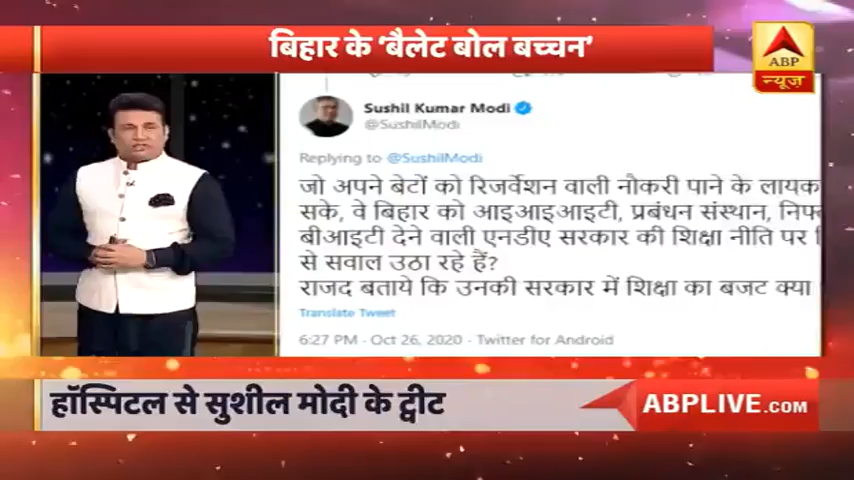 बिहार के 'बैलेट बोल बच्चन'
ABP
न्यूज़
Sushil Kumar Modi
@SushilModi
Replying to @SushilModi
जो अपने बेटों को रिजर्वेशन वाली नौकरी पाने के लायक
सके, वे बिहार को आइआइआइटी, प्रबंधन संस्थान,
बीआइटी देने वाली एनडीए सरकार की शिक्षा नीति पर
से सवाल उठा रहे हैं?
राजद बताये कि उनकी सरकार में शिक्षा का बजट क्या
Translate Tweet
6:27 PM · Oct 26, 2020 · Twitter for Android
हॉस्पिटल से सुशील मोदी के ट्वीट
ABPLIVE.COM